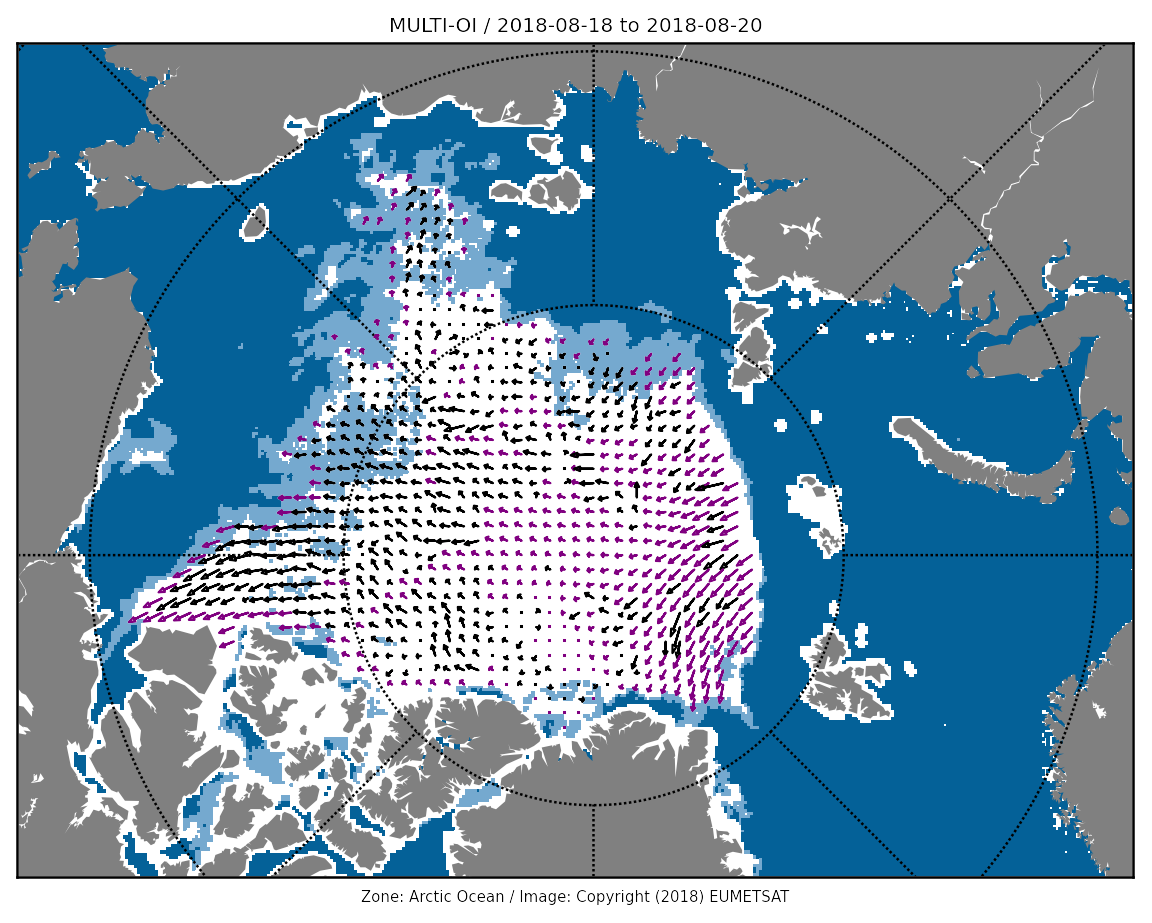 MULTI-OI / 2018-08-18 to 2018-08-20
Zone: Arctic Ocean / Image: Copyright (2018) EUMETSAT